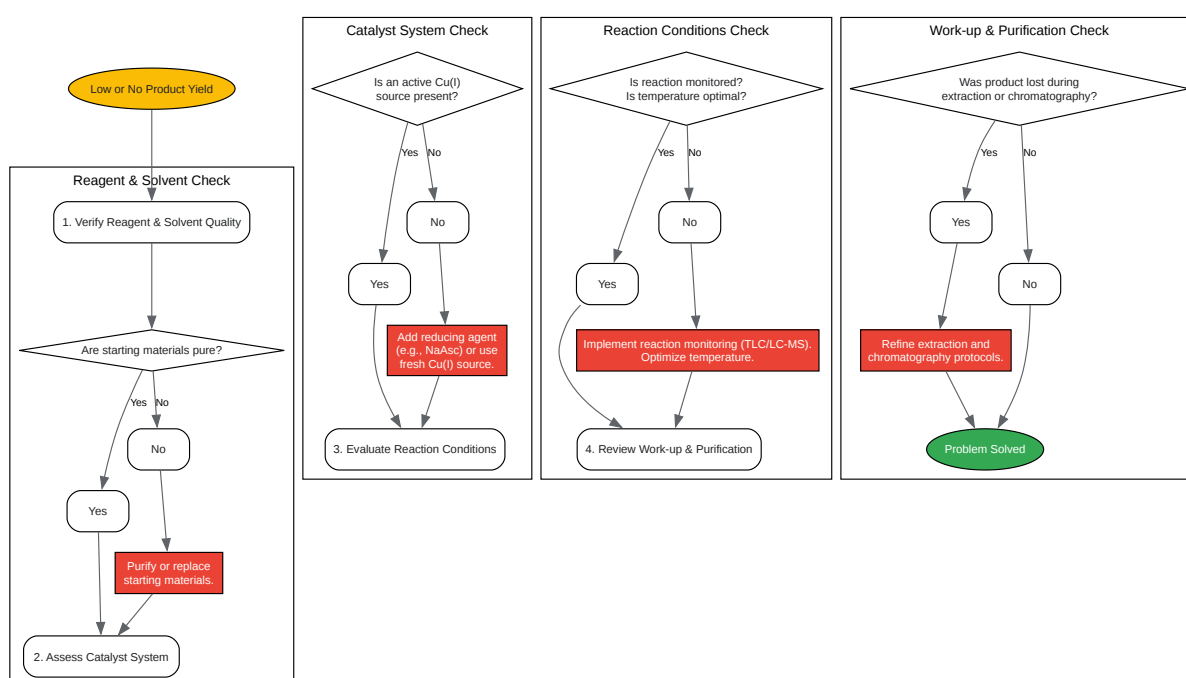 Low or No Product Yield
Reagent & Solvent Check
1. Verify Reagent & Solvent Quality
Are starting materials pure?
Yes
No
No
Yes
Purify or replace
starting materials.
2. Assess Catalyst System
Catalyst System Check
Is an active Cu(I)
source present?
Yes
No
No
Yes
Add reducing agent
(e.g., NaAsc) or use
fresh Cu(I) source.
3. Evaluate Reaction Conditions
Reaction Conditions Check
Is reaction monitored?
Is temperature optimal?
Yes
No
No
Yes
Implement reaction monitoring (TLC/LC-MS).
Optimize temperature.
4. Review Work-up & Purification
Work-up & Purification Check
Was product lost during
extraction or chromatography?
Yes
No
Yes
No
Refine extraction and
chromatography protocols.
Problem Solved